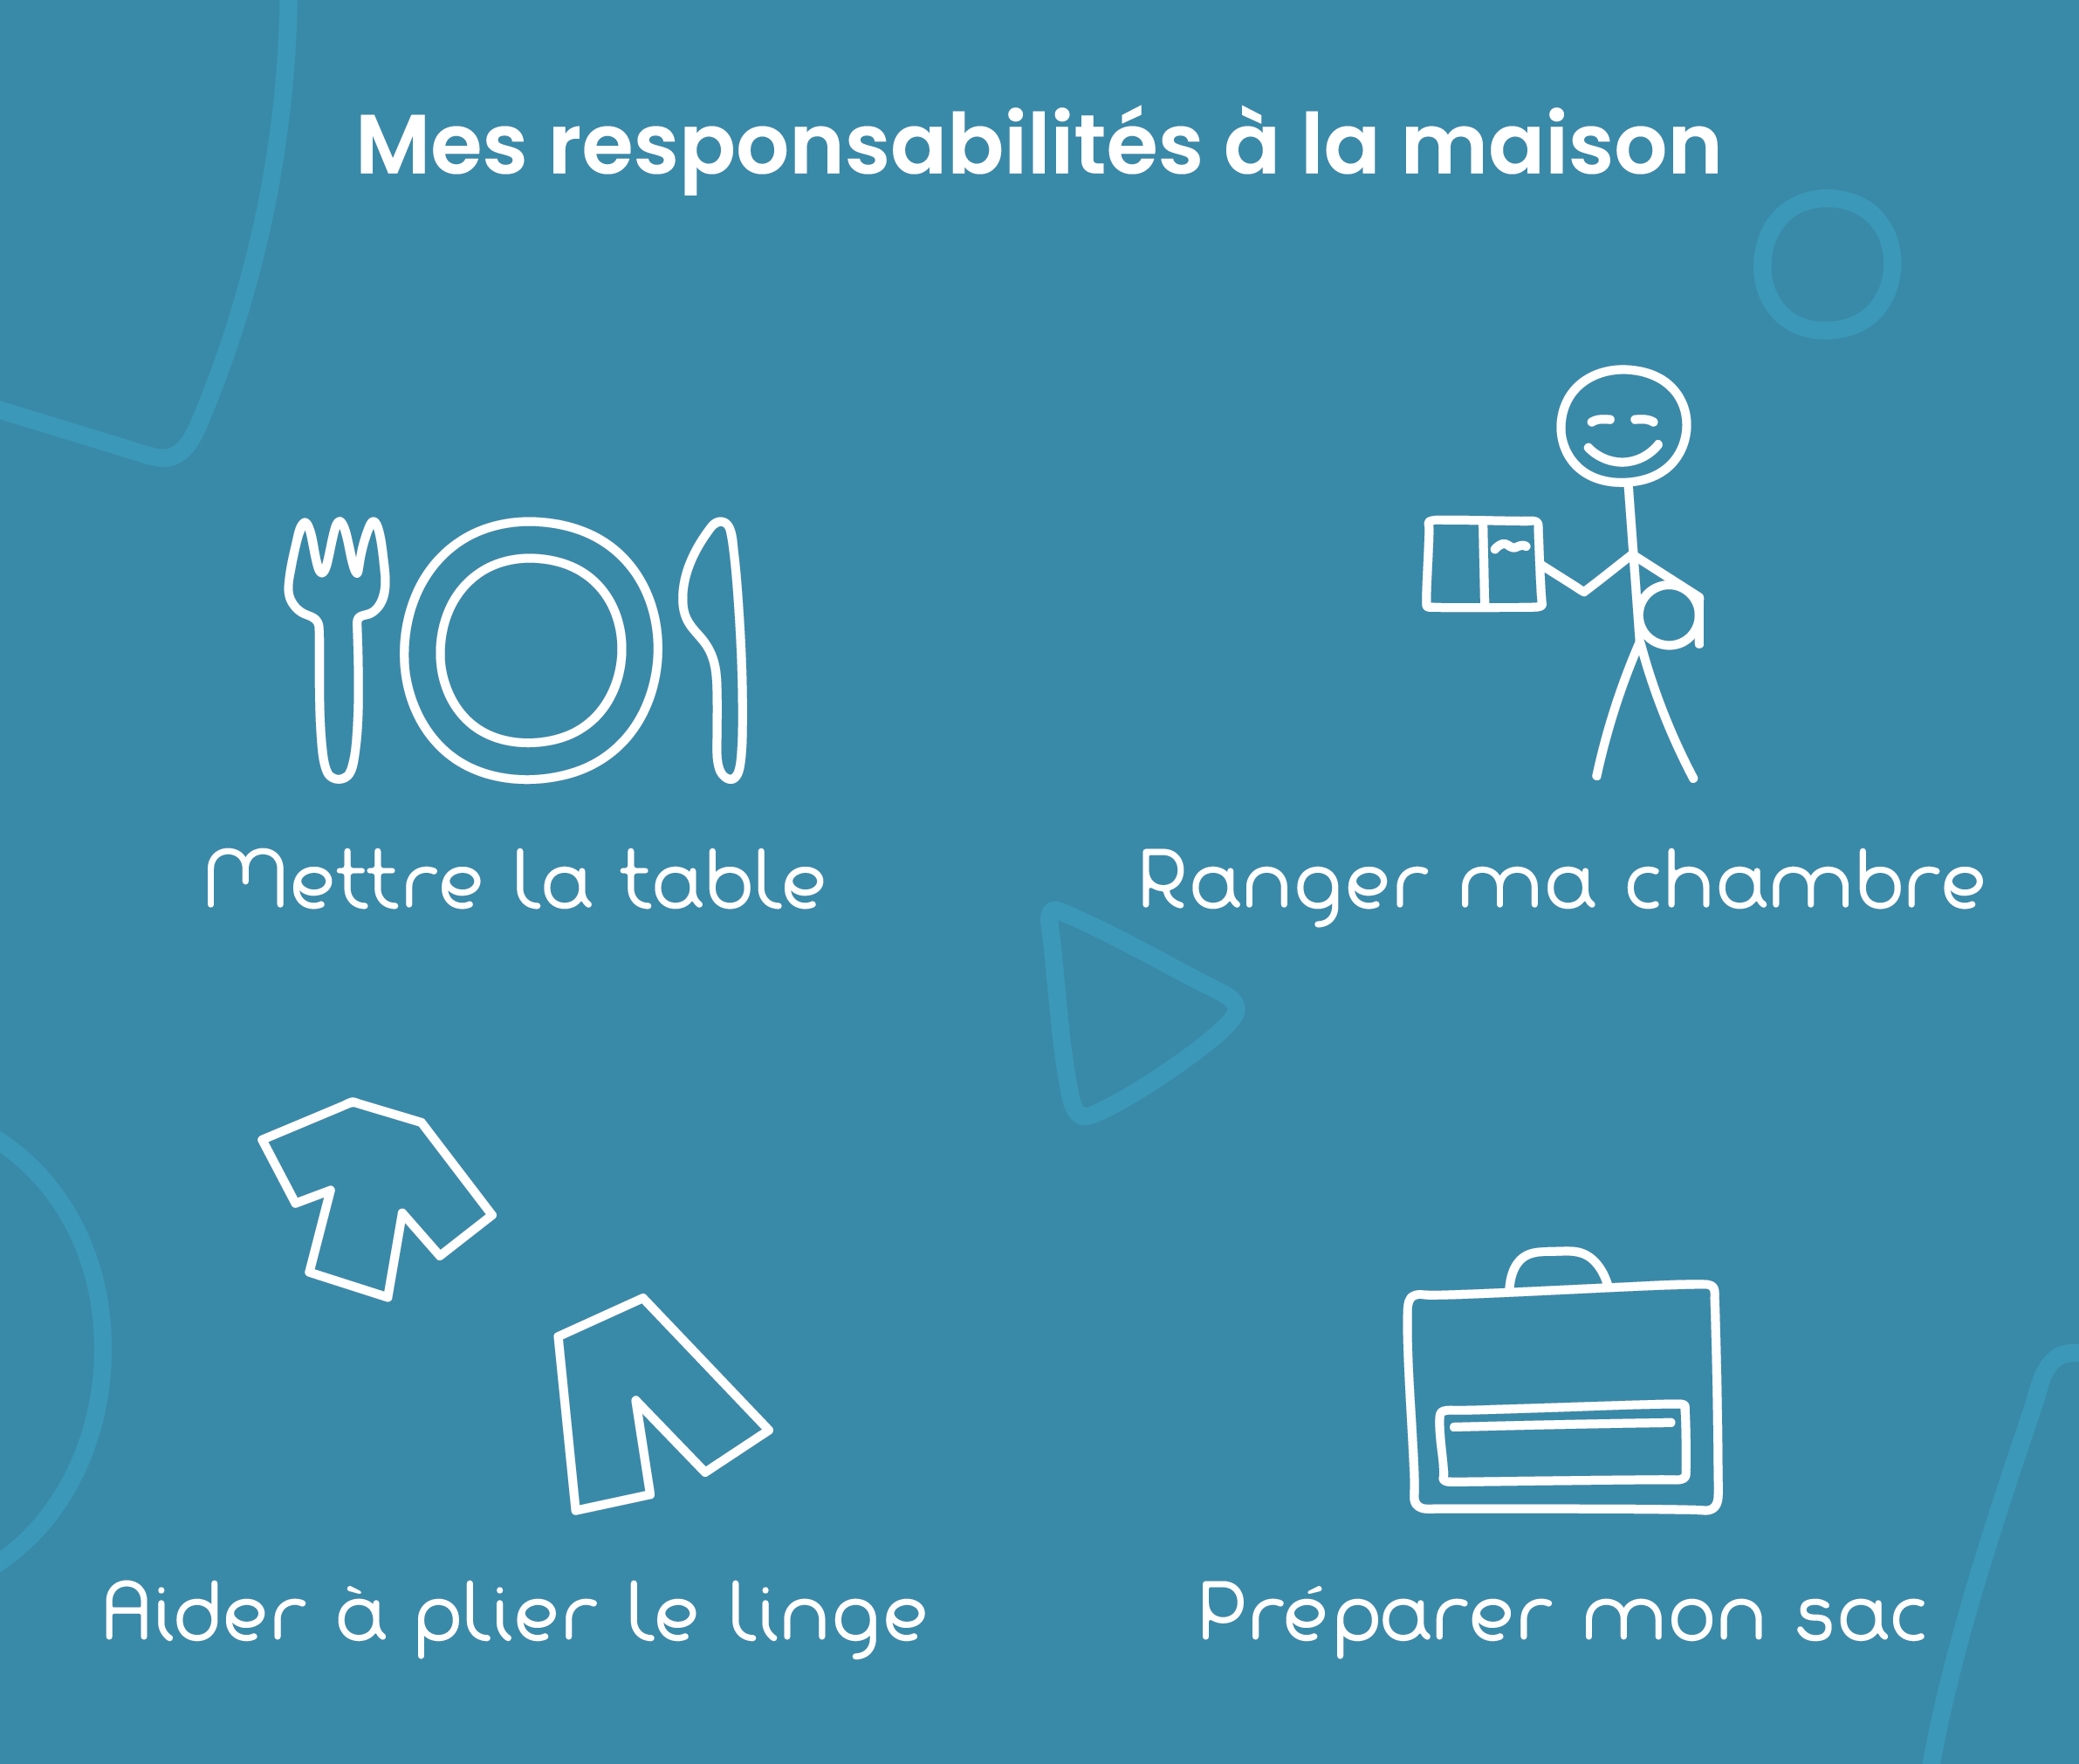 Mes responsabilités à la maison
Mettre la table
Ranger ma chambre
Aider à plier le linge
Préparer mon sac